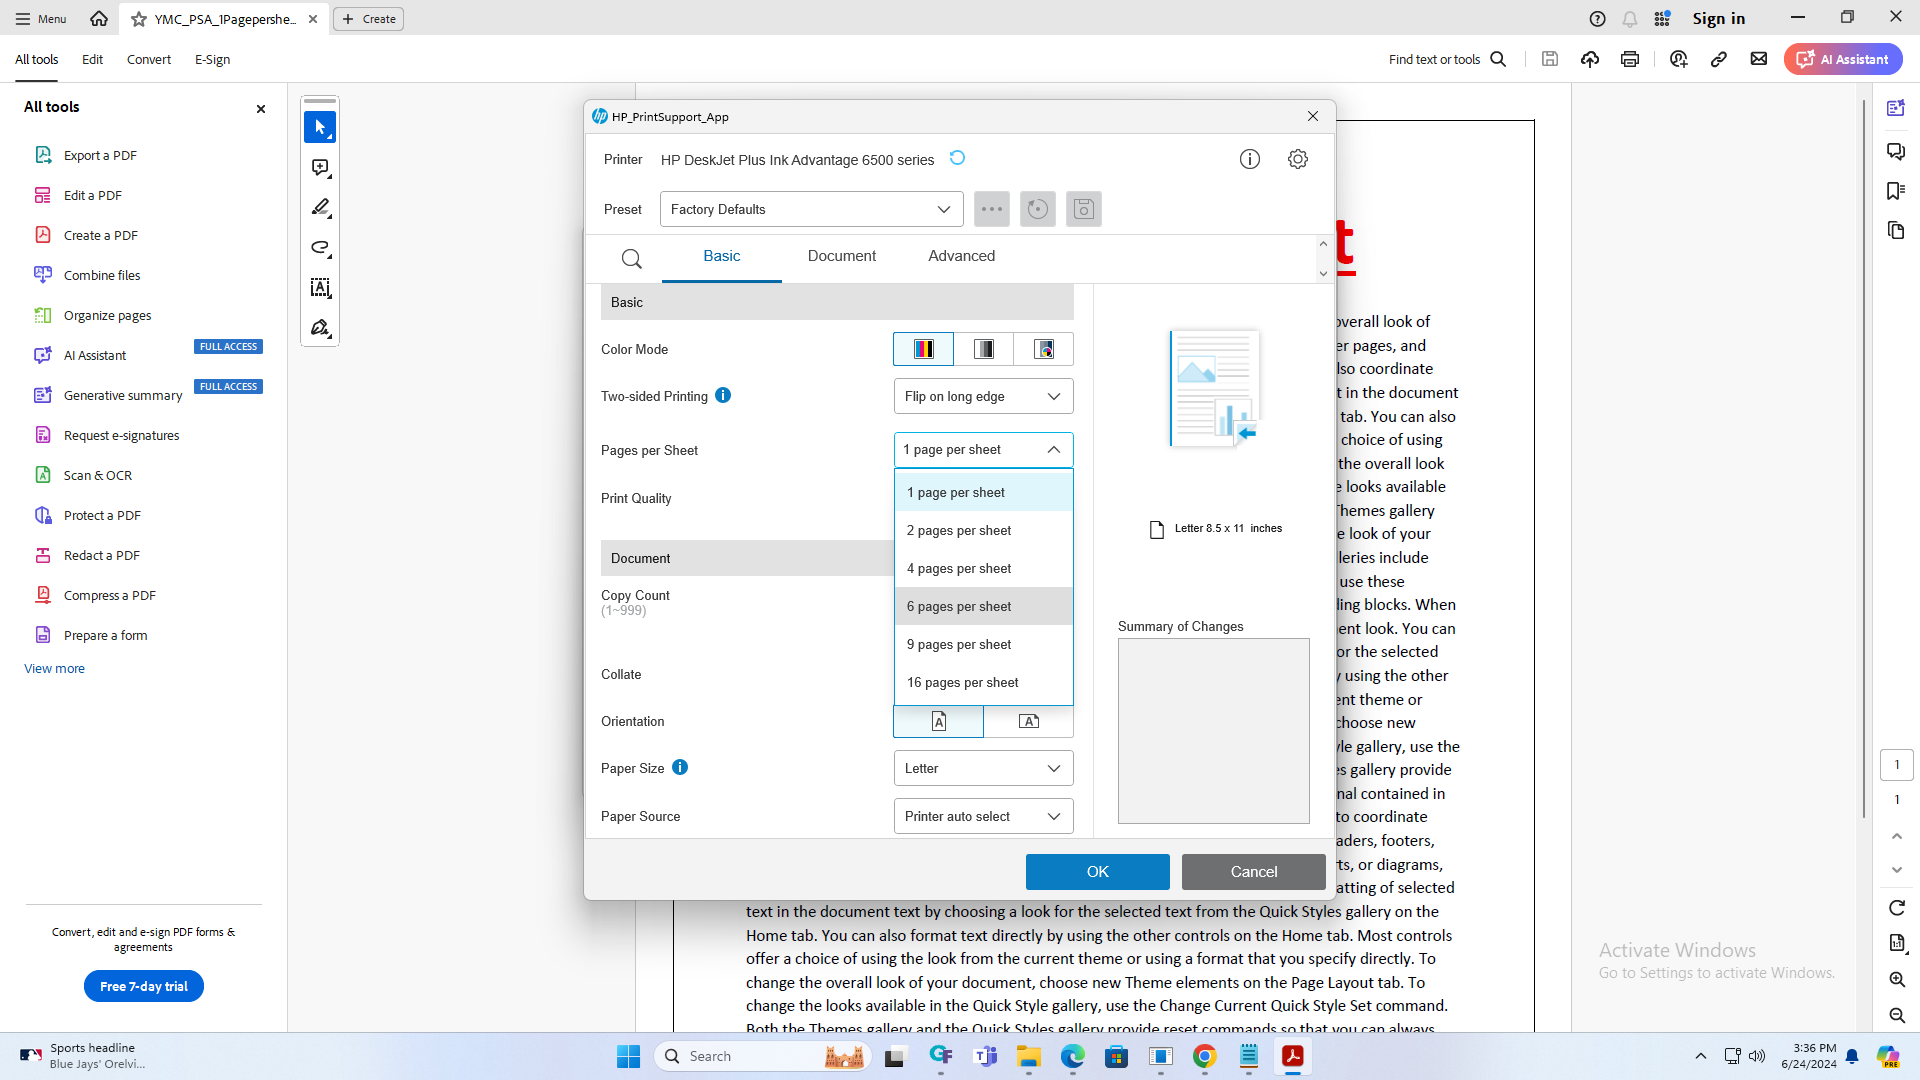 Menu
YMC_PSA_1Pagepershe...
Create
Sign in
All tools
Edit
Convert
E-Sign
Find text or tools
AI Assistant
All tools
Export a PDF
Edit a PDF
Create a PDF
Combine files
Organize pages
AI Assistant
FULL ACCESS
Generative summary
FULL ACCESS
Request e-signatures
Scan & OCR
Protect a PDF
Redact a PDF
Compress a PDF
Prepare a form
View more
Convert, edit and e-sign PDF forms &
agreements
Free 7-day trial
HP_PrintSupport_App
Printer
HP DeskJet Plus Ink Advantage 6500 series
Preset
Factory Defaults
Basic
Document
Advanced
Basic
Color Mode
Two-sided Printing
Flip on long edge
Pages per Sheet
1 page per sheet
1 page per sheet
2 pages per sheet
4 pages per sheet
6 pages per sheet
9 pages per sheet
16 pages per sheet
Print Quality
Document
Copy Count
(1~999)
Collate
Orientation
Paper Size
Letter
Paper Source
Printer auto select
Letter 8.5 x 11 inches
Summary of Changes
OK
Cancel
t
overall look of
er pages, and
lso coordinate
t in the document
tab. You can also
choice of using
the overall look
e looks available
Themes gallery
e look of your
lleries include
use these
ling blocks. When
ent look. You can
or the selected
y using the other
ent theme or
choose new
yle gallery, use the
s gallery provide
nal contained in
to coordinate
aders, footers,
rts, or diagrams,
atting of selected
text in the document text by choosing a look for the selected text from the Quick Styles gallery on the
Home tab. You can also format text directly by using the other controls on the Home tab. Most controls
offer a choice of using the look from the current theme or using a format that you specify directly. To
change the overall look of your document, choose new Theme elements on the Page Layout tab. To
change the looks available in the Quick Style gallery, use the Change Current Quick Style Set command.
Both the Themes gallery and the Quick Styles gallery provide reset commands so that you can always
1
1
Activate Windows
Go to Settings to activate Windows.
Sports headline
Blue Jays' Orelvi...
Search
3:36 PM
6/24/2024